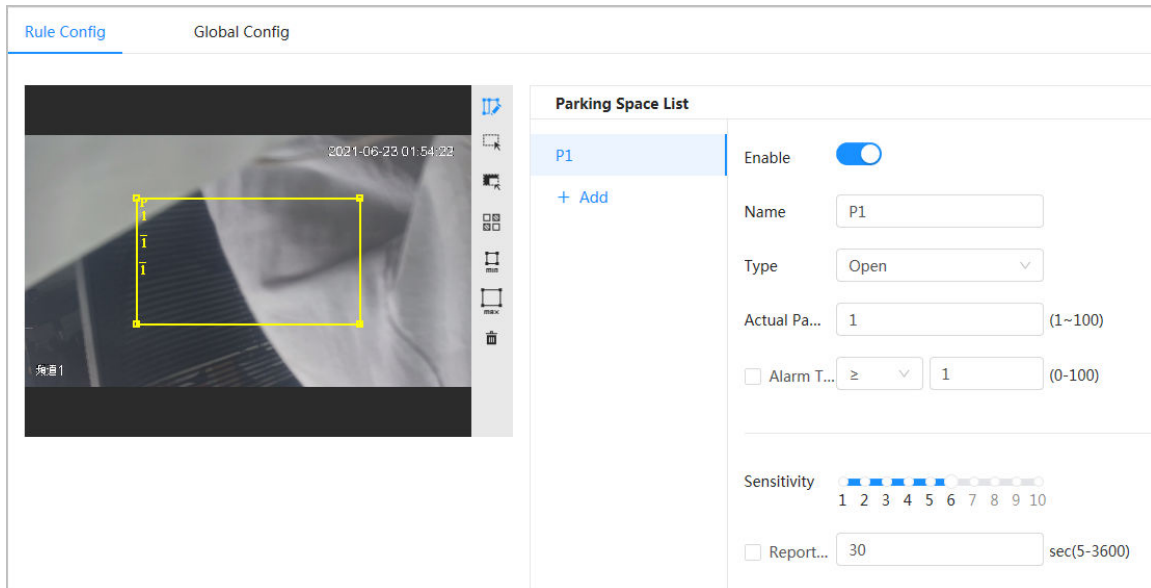 Rule Config
Global Config
2021-06-23 01:54:22
P
1
1
1
频道1
min
max
Parking Space List
P1
+ Add
Enable
Name P1
Type Open
Actual Pa... 1 (1~100)
Alarm T... ≥ 1 (0-100)
Sensitivity
1 2 3 4 5 6 7 8 9 10
Report... 30 sec(5-3600)